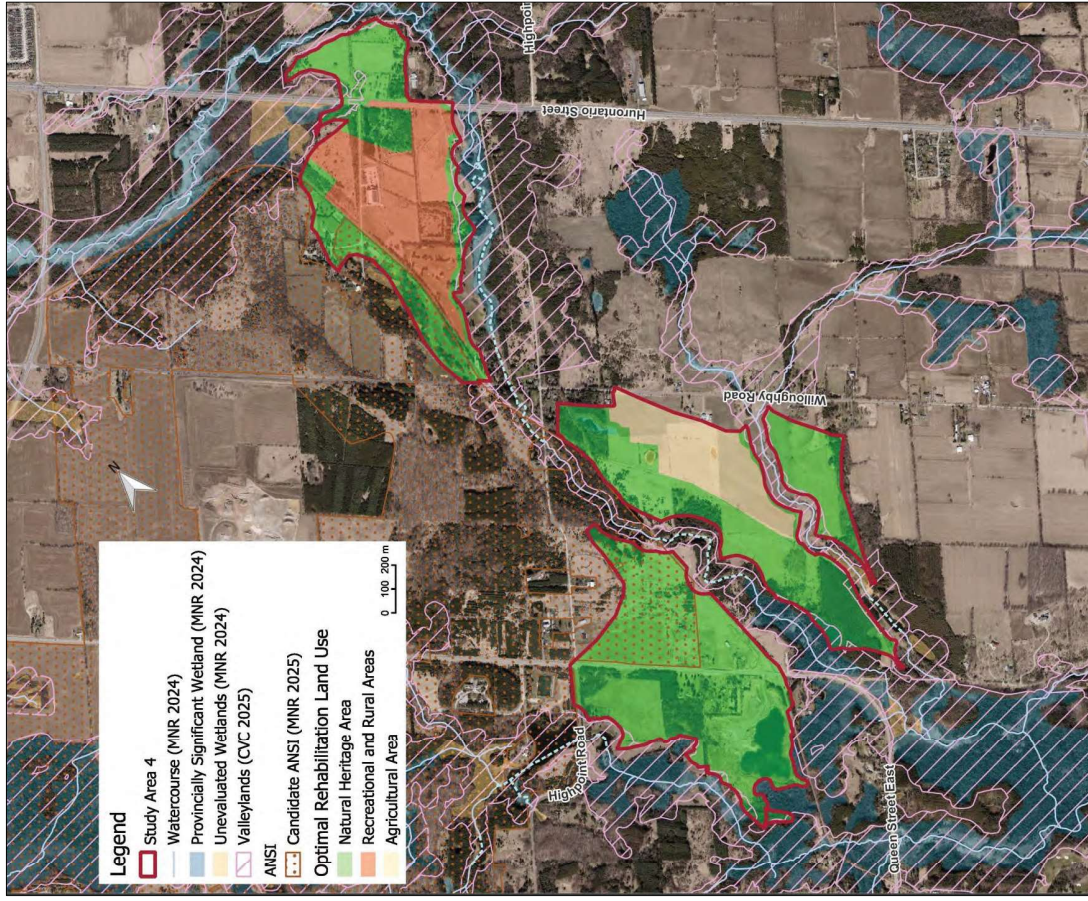 Legend
Study Area 4
Watercourse (MNR 2024)
Provincially Significant Wetland (MNR 2024)
Unevaluated Wetlands (MNR 2024)
Valleylands (CVC 2025)
ANSI
Candidate ANSI (MNR 2025)
Optimal Rehabilitation Land Use
Natural Heritage Area
Recreational and Rural Areas
Agricultural Area
0 100 200 m
N
Highpoint Road
Queen Street East
Willoughby Road
Hurontario Street
Highpoin